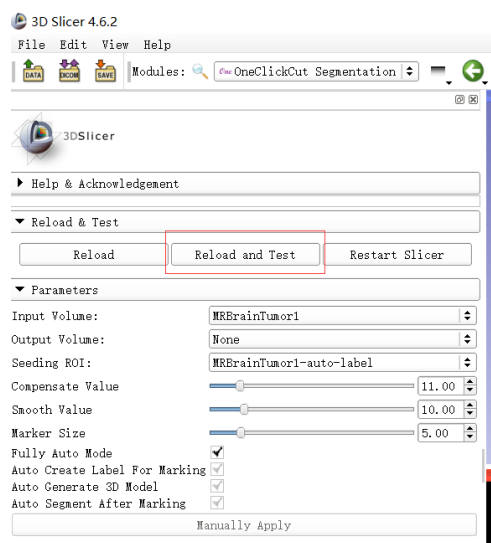 3D Slicer 4.6.2
File Edit View Help
DATA DICOM SAVE Modules: One OneClickCut Segmentation
3DSlicer
Help & Acknowledgement
Reload & Test
Reload Reload and Test Restart Slicer
Parameters
Input Volume: MRBrainTumor1
Output Volume: None
Seeding ROI: MRBrainTumor1-auto-label
Compensate Value 11.00
Smooth Value 10.00
Marker Size 5.00
Fully Auto Mode
Auto Create Label For Marking
Auto Generate 3D Model
Auto Segment After Marking
Manually Apply